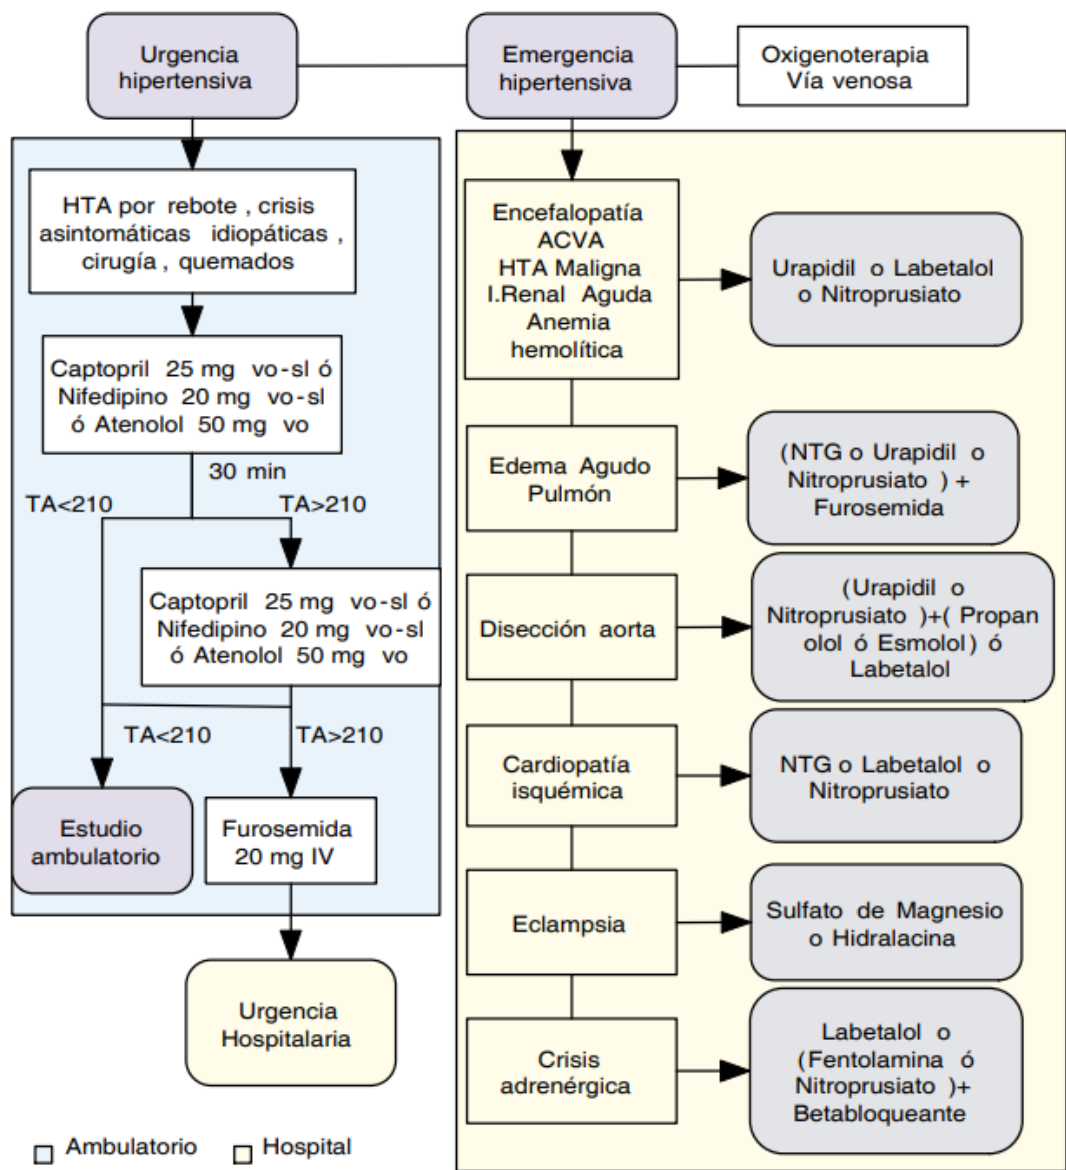 Urgencia
hipertensiva
Emergencia
hipertensiva
Oxigenoterapia
Vía venosa
HTA por rebote , crisis
asintomáticas idiopáticas ,
cirugía , quemados
Captopril 25 mg vo-sl ó
Nifedipino 20 mg vo-sl
ó Atenolol 50 mg vo
30 min
TA<210
TA>210
Captopril 25 mg vo-sl ó
Nifedipino 20 mg vo-sl
ó Atenolol 50 mg vo
TA<210
TA>210
Estudio
ambulatorio
Furosemida
20 mg IV
Urgencia
Hospitalaria
Encefalopatía
ACVA
HTA Maligna
I.Renal Aguda
Anemia
hemolítica
Urapidil o Labetalol
o Nitroprusiato
Edema Agudo
Pulmón
(NTG o Urapidil o
Nitroprusiato ) +
Furosemida
Disección aorta
(Urapidil o
Nitroprusiato )+( Propan
olol ó Esmolol) ó
Labetalol
Cardiopatía
isquémica
NTG o Labetalol o
Nitroprusiato
Eclampsia
Sulfato de Magnesio
o Hidralacina
Crisis
adrenérgica
Labetalol o
(Fentolamina ó
Nitroprusiato )+
Betabloqueante
Ambulatorio
Hospital